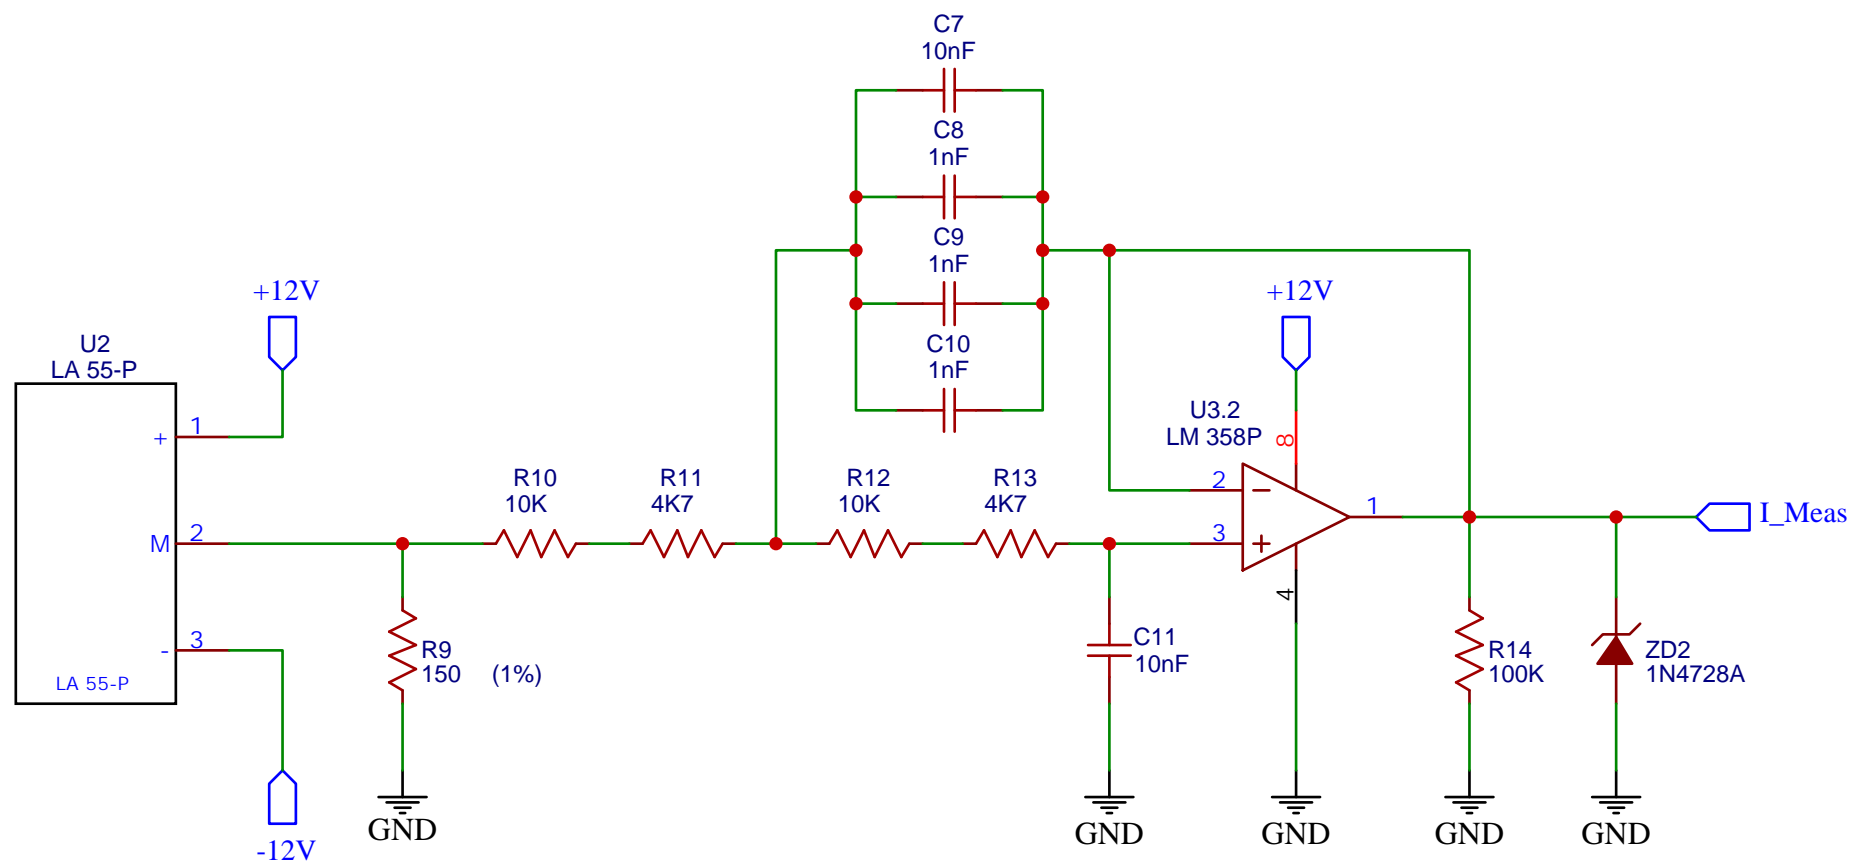 C7
10nF
C8
1nF
C9
1nF
C10
1nF
+12V
+12V
U2
LA 55-P
+ 1
M 2
- 3
LA 55-P
-12V
R10
10K
R11
4K7
R12
10K
R13
4K7
R9
150 (1%)
GND
U3.2
LM 358P
8
2
3
1
4
C11
10nF
GND
GND
R14
100K
GND
ZD2
1N4728A
GND
I_Meas